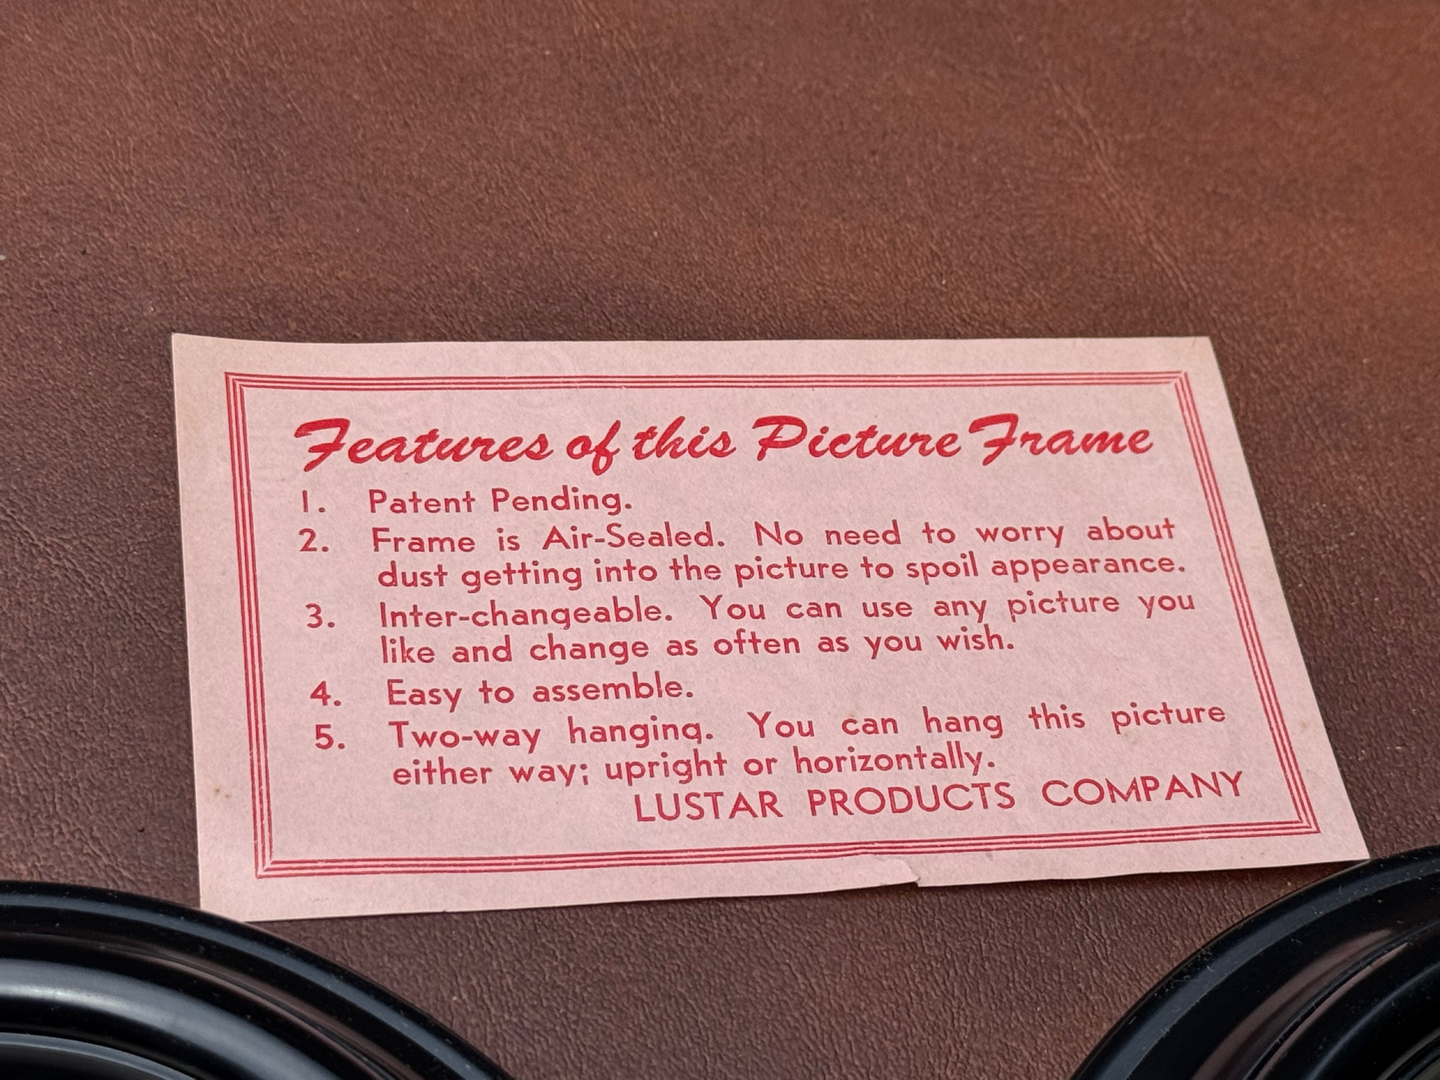 Features of this Picture Frame
1. Patent Pending.
2. Frame is Air-Sealed. No need to worry about
dust getting into the picture to spoil appearance.
3. Inter-changeable. You can use any picture you
like and change as often as you wish.
4. Easy to assemble.
5. Two-way hanging. You can hang this picture
either way; upright or horizontally.
LUSTAR PRODUCTS COMPANY